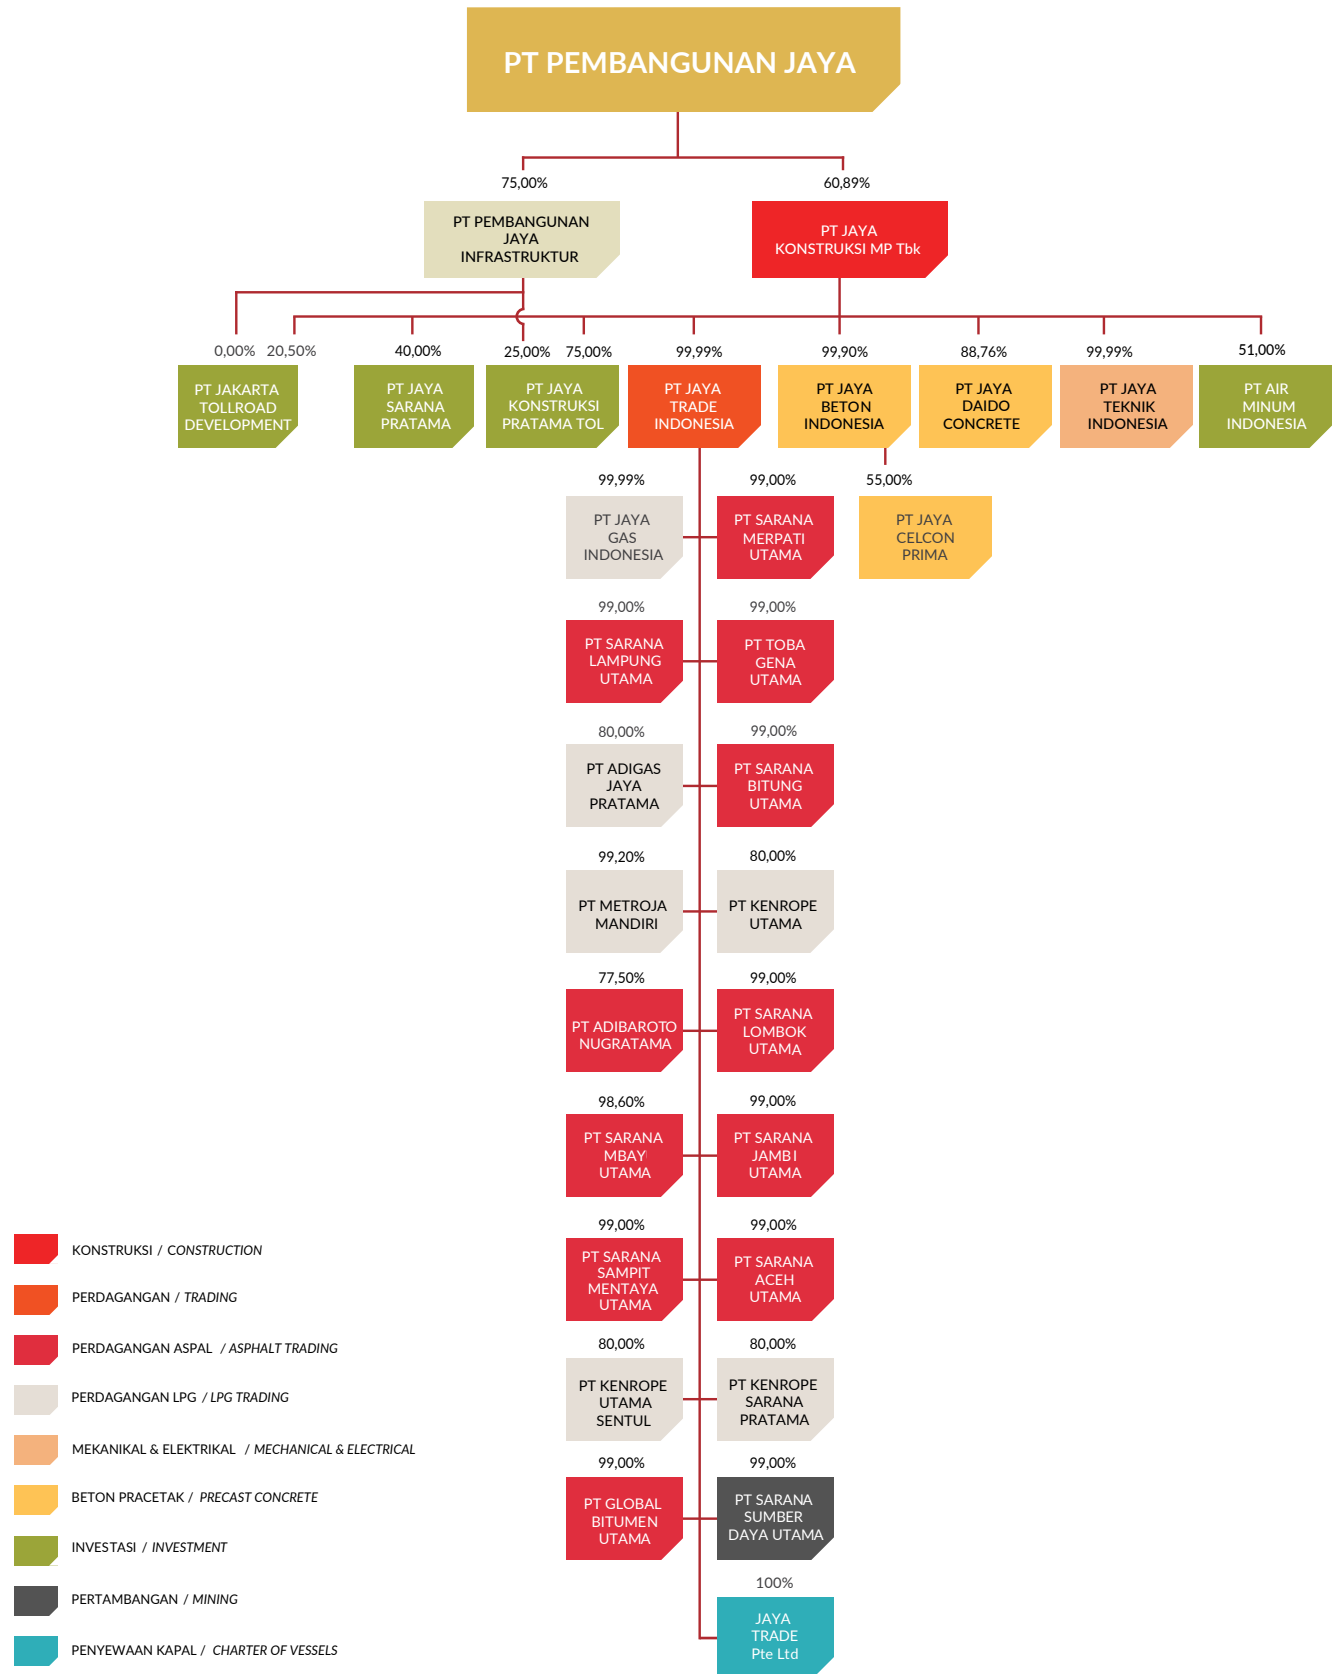 PT PEMBANGUNAN JAYA
75,00%
60,89%
PT PEMBANGUNAN
JAYA
INFRASTRUKTUR
PT JAYA
KONSTRUKSI MP Tbk
0,00%
20,50%
40,00%
25,00%
75,00%
99,99%
99,90%
88,76%
99,99%
51,00%
PT JAKARTA
TOLLROAD
DEVELOPMENT
PT JAYA
SARANA
PRATAMA
PT JAYA
KONSTRUKSI
PRATAMA TOL
PT JAYA
TRADE
INDONESIA
PT JAYA
BETON
INDONESIA
PT JAYA
DAIDO
CONCRETE
PT JAYA
TEKNIK
INDONESIA
PT AIR
MINUM
INDONESIA
99,99%
99,00%
55,00%
PT JAYA
GAS
INDONESIA
PT SARANA
MERPATI
UTAMA
PT JAYA
CELCON
PRIMA
99,00%
99,00%
PT SARANA
LAMPUNG
UTAMA
PT TOBA
GENA
UTAMA
80,00%
99,00%
PT ADIGAS
JAYA
PRATAMA
PT SARANA
BITUNG
UTAMA
99,20%
80,00%
PT METROJA
MANDIRI
PT KENROPE
UTAMA
77,50%
99,00%
PT ADIBAROTO
NUGRATAMA
PT SARANA
LOMBOK
UTAMA
98,60%
99,00%
PT SARANA
MBAY
UTAMA
PT SARANA
JAMBI
UTAMA
99,00%
99,00%
PT SARANA
SAMPIT
MENTAYA
UTAMA
PT SARANA
ACEH
UTAMA
80,00%
80,00%
PT KENROPE
UTAMA
SENTUL
PT KENROPE
SARANA
PRATAMA
99,00%
99,00%
PT GLOBAL
BITUMEN
UTAMA
PT SARANA
SUMBER
DAYA UTAMA
100%
JAYA
TRADE
Pte Ltd
KONSTRUKSI / CONSTRUCTION
PERDAGANGAN / TRADING
PERDAGANGAN ASPAL / ASPHALT TRADING
PERDAGANGAN LPG / LPG TRADING
MEKANIKAL & ELEKTRIKAL / MECHANICAL & ELECTRICAL
BETON PRACETAK / PRECAST CONCRETE
INVESTASI / INVESTMENT
PERTAMBANGAN / MINING
PENYEWAAN KAPAL / CHARTER OF VESSELS